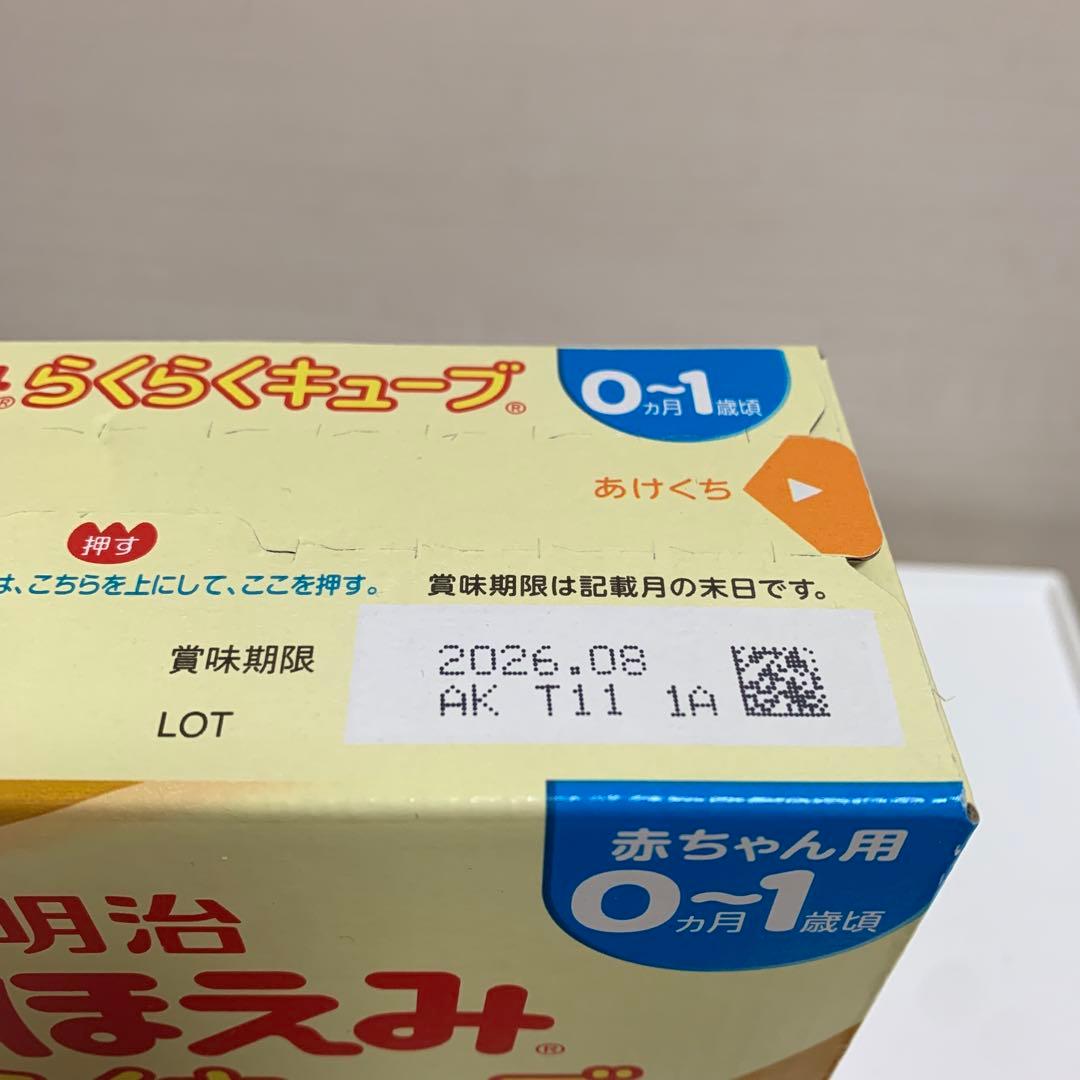 らくらくキューブ®
0ヵ月~1歳頃
あけくち
押す
は、こちらを上にして、ここを押す。
賞味期限は記載月の末日です。
賞味期限 2026.08
LOT AK T11 1A
赤ちゃん用
0ヵ月~1歳頃
明治
ほえみ®